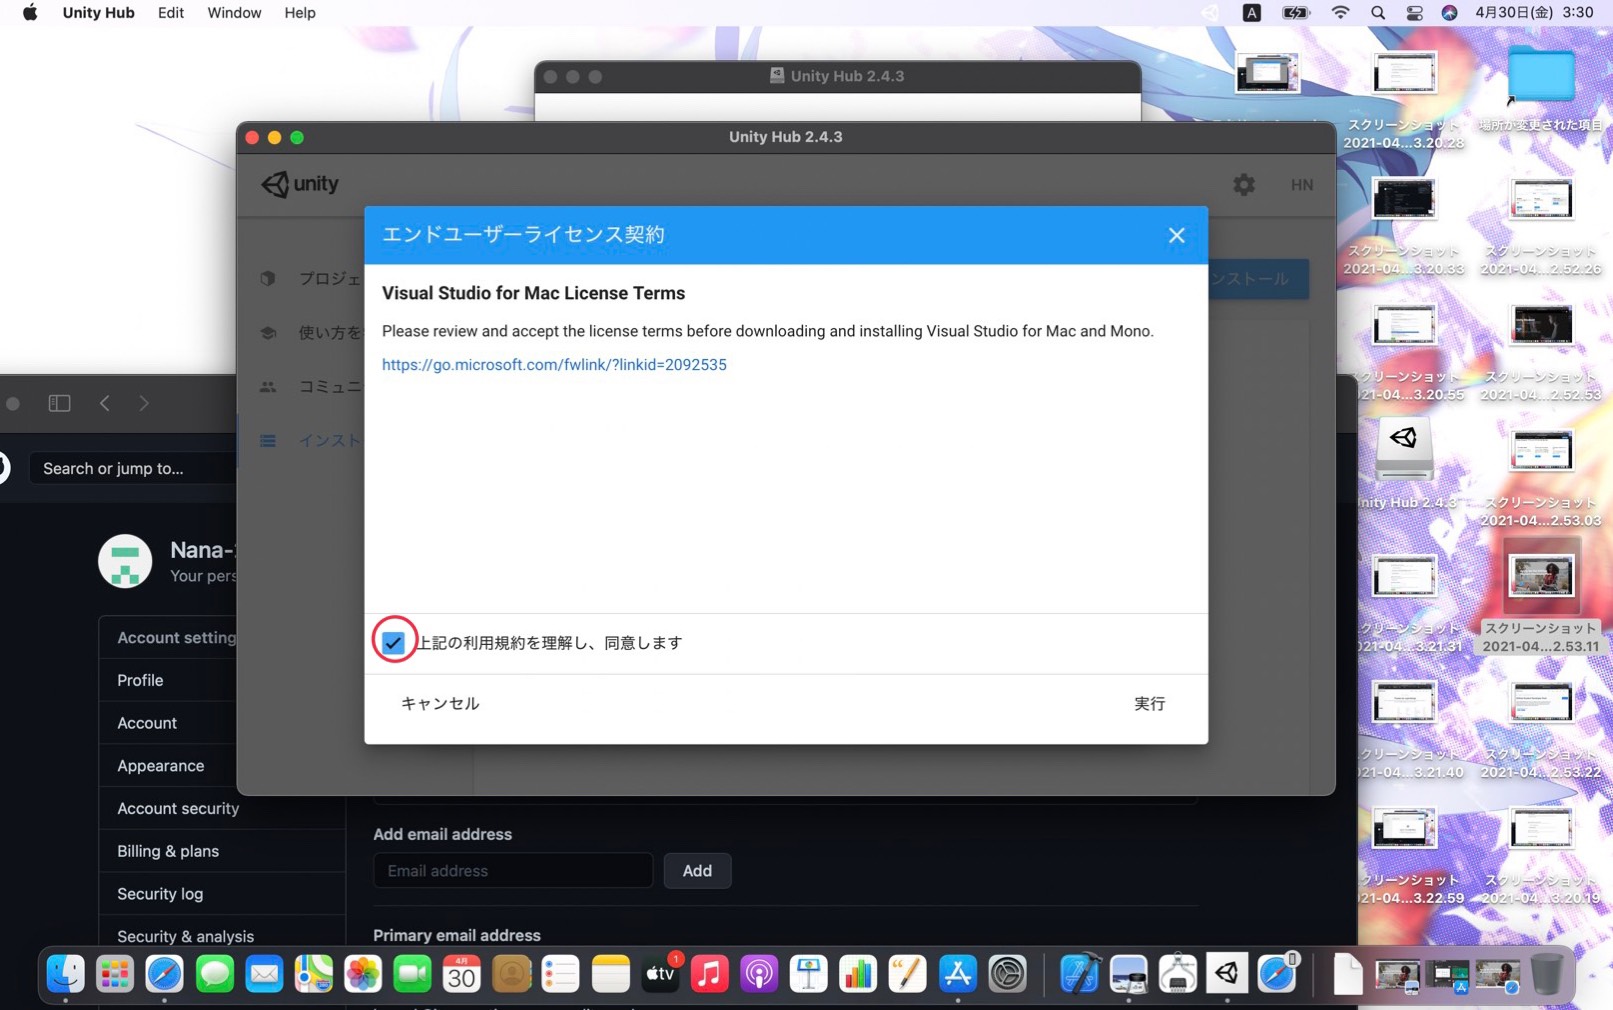 Unity Hub Edit Window Help
A 4月30日(金) 3:30
Unity Hub 2.4.3
Unity Hub 2.4.3
unity
HN
エンドユーザーライセンス契約
Visual Studio for Mac License Terms
Please review and accept the license terms before downloading and installing Visual Studio for Mac and Mono.
https://go.microsoft.com/fwlink/?linkid=2092535
上記の利用規約を理解し、同意します
キャンセル
実行
プロジェ
使い方を
コミュニ
インスト
ンストール
Search or jump to...
Nana-
Your pers
Account setting
Profile
Account
Appearance
Account security
Billing & plans
Security log
Security & analysis
Add email address
Email address
Add
Primary email address
スクリーンショット
2021-04...3.20.28
場所が変更された項目
スクリーンショット
2021-04...3.20.33
スクリーンショット
2021-04...2.52.26
クリーンショット
21-04...3.20.55
スクリーンショット
2021-04...2.52.53
nity Hub 2.4.3
スクリーンショット
2021-04...2.53.03
クリーンショット
21-04...3.21.31
スクリーンショット
2021-04...2.53.11
クリーンショット
21-04...3.21.40
スクリーンショット
2021-04...2.53.22
クリーンショット
21-04...3.22.59
スクリーンショット
2021-04...3.20.19
4月
30
tv
1